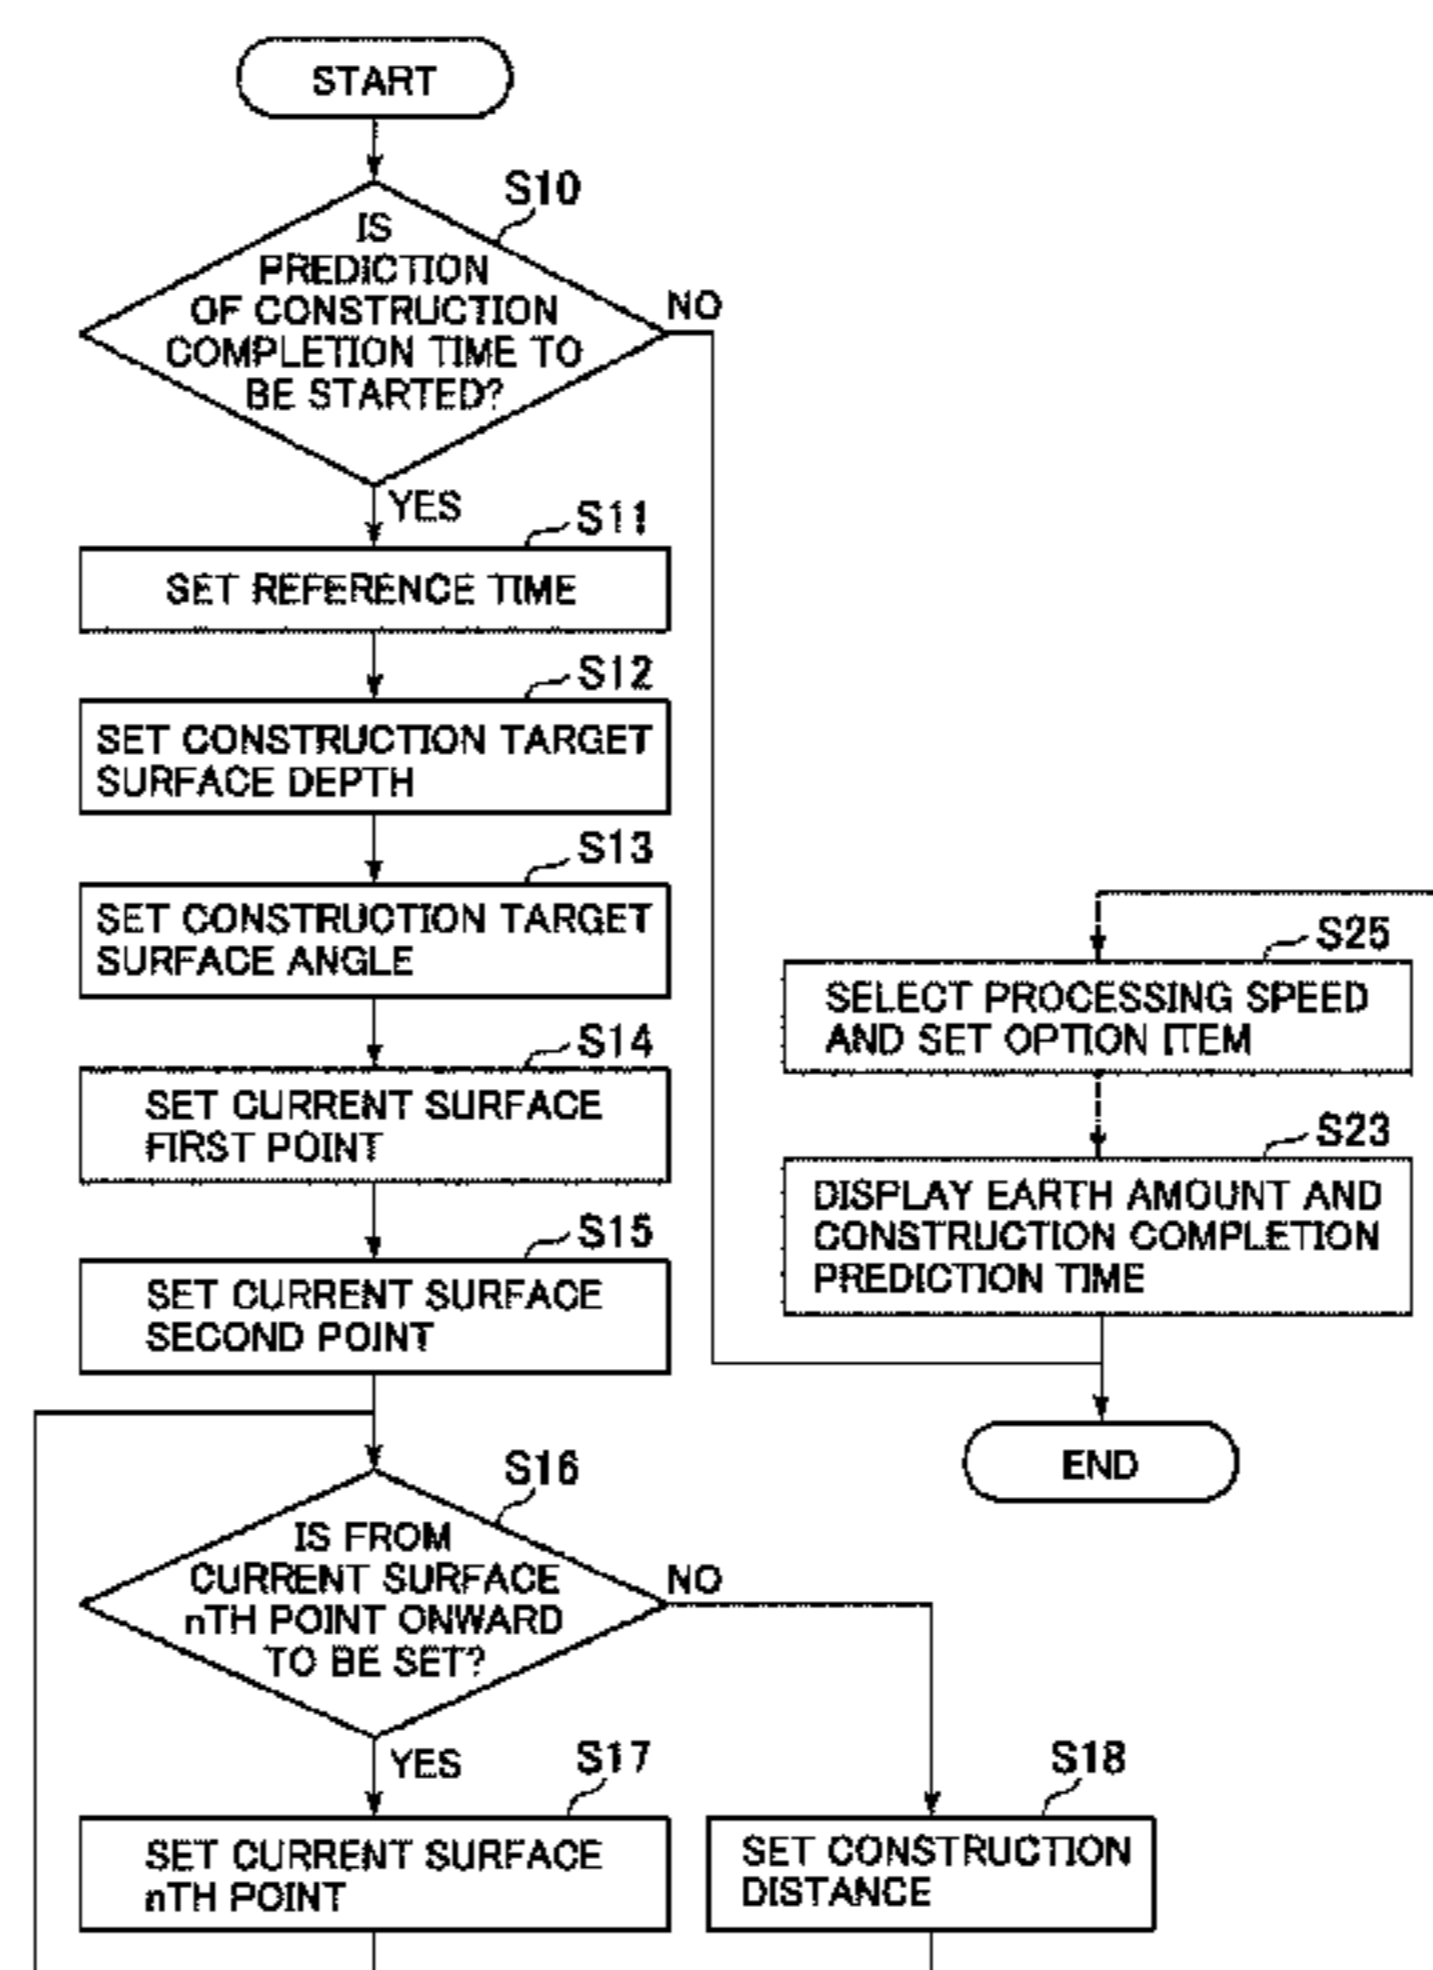 START
S10
IS
PREDICTION
OF CONSTRUCTION
COMPLETION TIME TO
BE STARTED?
NO
YES
S11
SET REFERENCE TIME
S12
SET CONSTRUCTION TARGET
SURFACE DEPTH
S13
SET CONSTRUCTION TARGET
SURFACE ANGLE
S14
SET CURRENT SURFACE
FIRST POINT
S15
SET CURRENT SURFACE
SECOND POINT
S16
IS FROM
CURRENT SURFACE
nTH POINT ONWARD
TO BE SET?
NO
YES
S17
SET CURRENT SURFACE
nTH POINT
S18
SET CONSTRUCTION
DISTANCE
S25
SELECT PROCESSING SPEED
AND SET OPTION ITEM
S23
DISPLAY EARTH AMOUNT AND
CONSTRUCTION COMPLETION
PREDICTION TIME
END